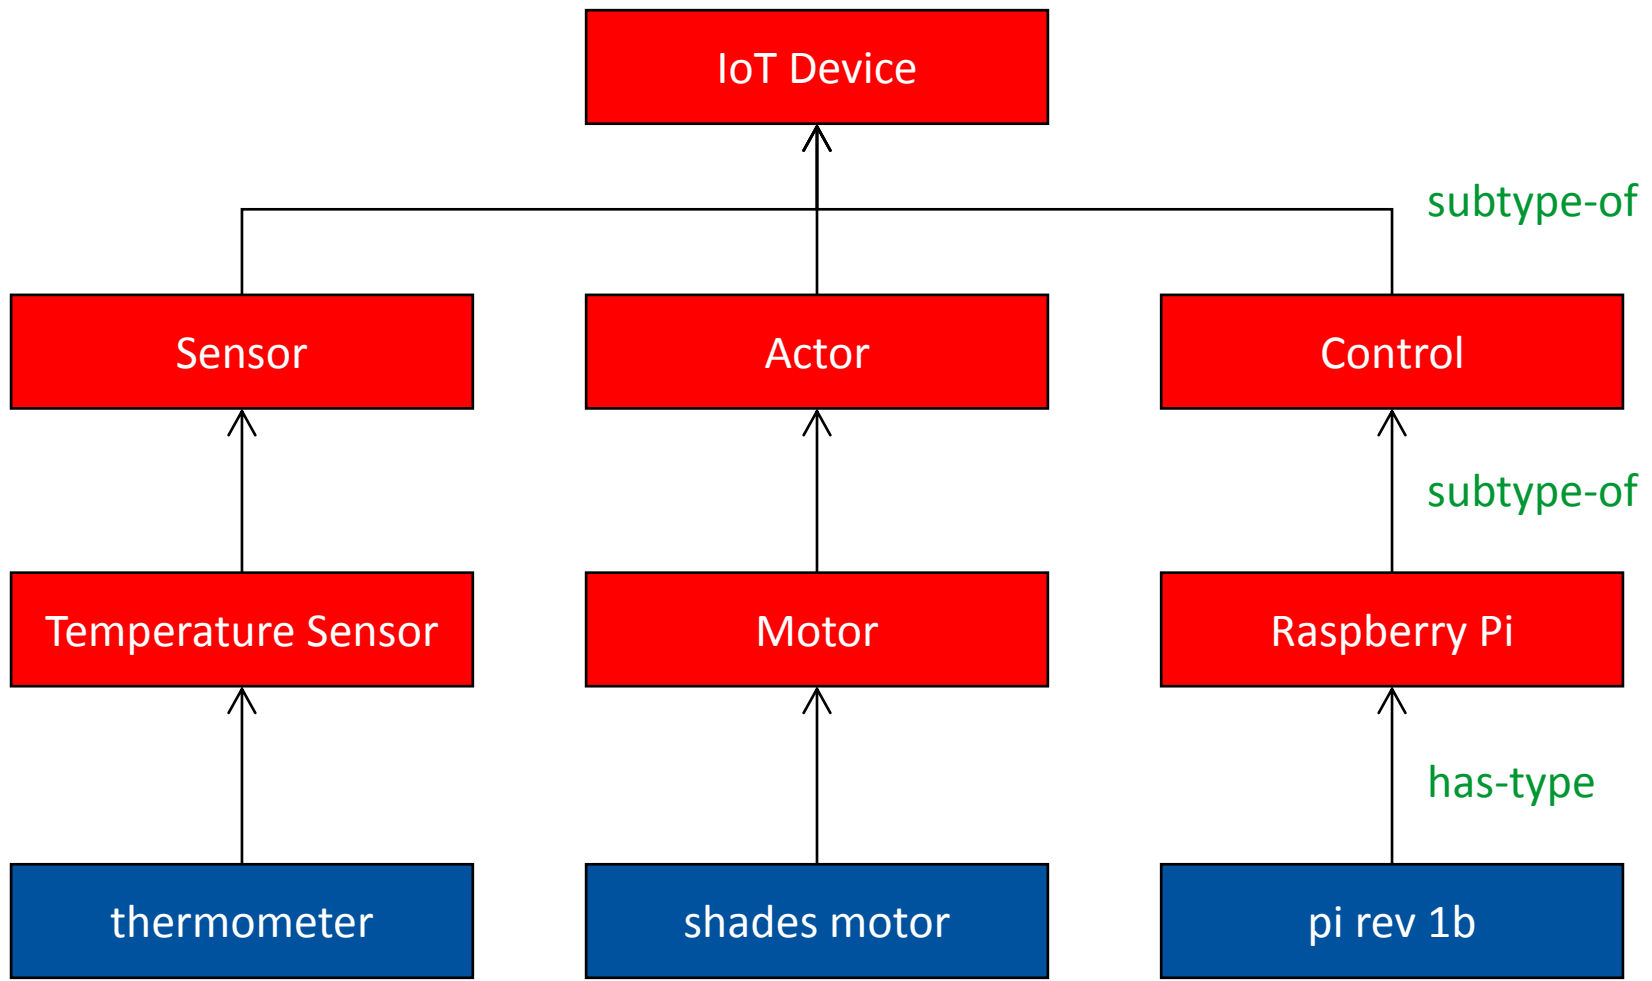 IoT Device
subtype-of
Sensor
Actor
Control
subtype-of
Temperature Sensor
Motor
Raspberry Pi
has-type
thermometer
shades motor
pi rev 1b